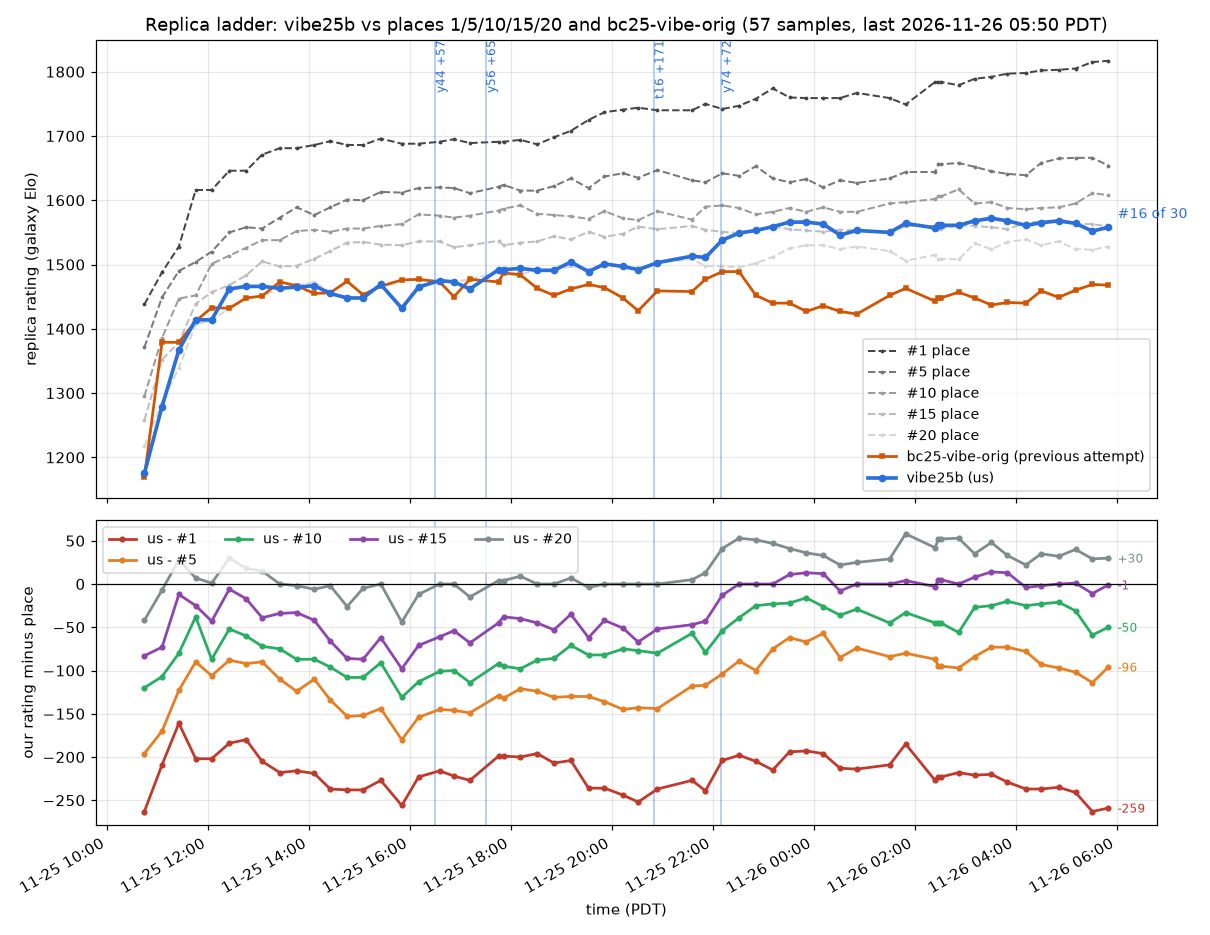 Replica ladder: vibe25b vs places 1/5/10/15/20 and bc25-vibe-orig (57 samples, last 2026-11-26 05:50 PDT)
y44 +57
y56 +65
t16 +171
y74 +72
1800
1700
1600
1500
1400
1300
1200
replica rating (galaxy Elo)
#16 of 30
#1 place
#5 place
#10 place
#15 place
#20 place
bc25-vibe-orig (previous attempt)
vibe25b (us)
us - #1
us - #5
us - #10
us - #15
us - #20
50
0
−50
−100
−150
−200
−250
our rating minus place
+30
-1
-50
-96
-259
11-25 10:00
11-25 12:00
11-25 14:00
11-25 16:00
11-25 18:00
11-25 20:00
11-25 22:00
11-26 00:00
11-26 02:00
11-26 04:00
11-26 06:00
time (PDT)